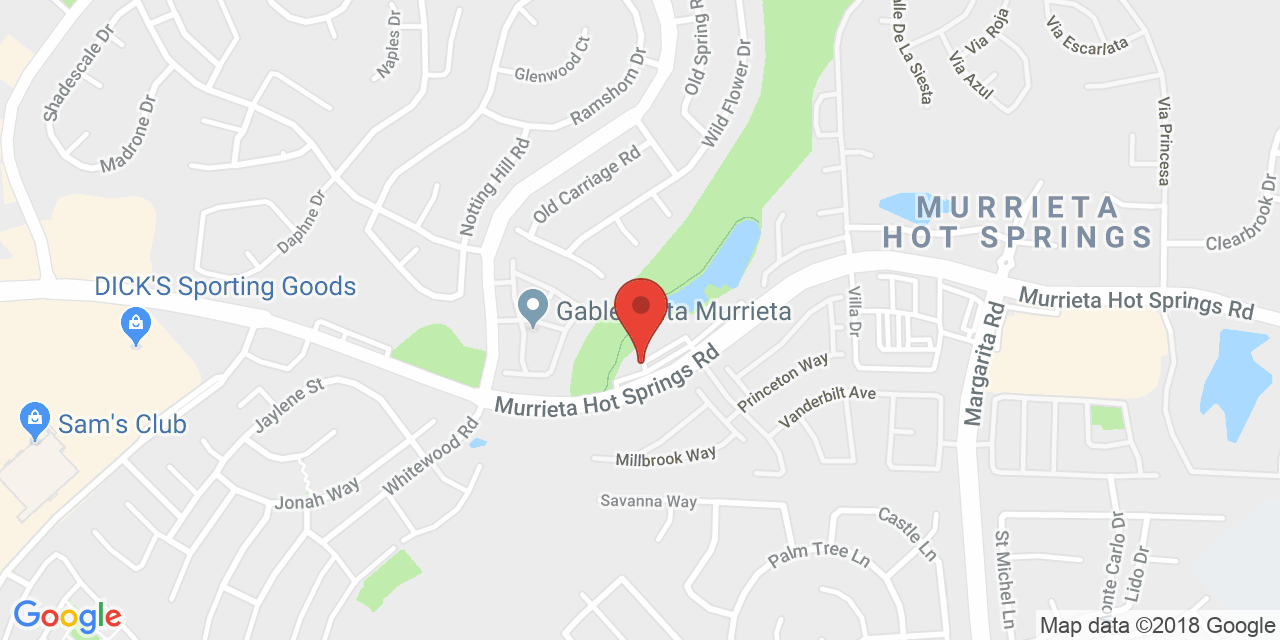 Shadescale Dr
Naples Dr
Glenwood Ct
Ramshorn Dr
Old Spring R
Wild Flower Dr
alle De La Siesta
Via Roja
Via Azul
Via Escarlata
Via Princesa
Madrone Dr
Notting Hill Rd
Old Carriage Rd
Daphne Dr
MURRIETA
HOT SPRINGS
Clearbrook Dr
DICK'S Sporting Goods
Gable
ta Murrieta
Villa Dr
Murrieta Hot Springs Rd
Margarita Rd
Murrieta Hot Springs Rd
Princeton Way
Vanderbilt Ave
Jaylene St
Sam's Club
Whitewood Rd
Jonah Way
Millbrook Way
Savanna Way
Castle Ln
Palm Tree Ln
St Michel Ln
onte Carlo Dr
Lido Dr
Google
Map data ©2018 Google